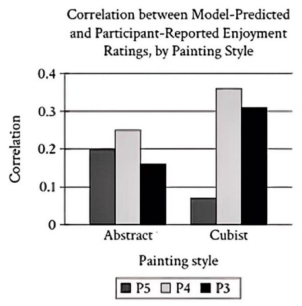 Correlation between Model-Predicted
and Participant-Reported Enjoyment
Ratings, by Painting Style
0.4
0.3
0.2
0.1
0
Correlation
Abstract
Cubist
Painting style
P5 P4 P3